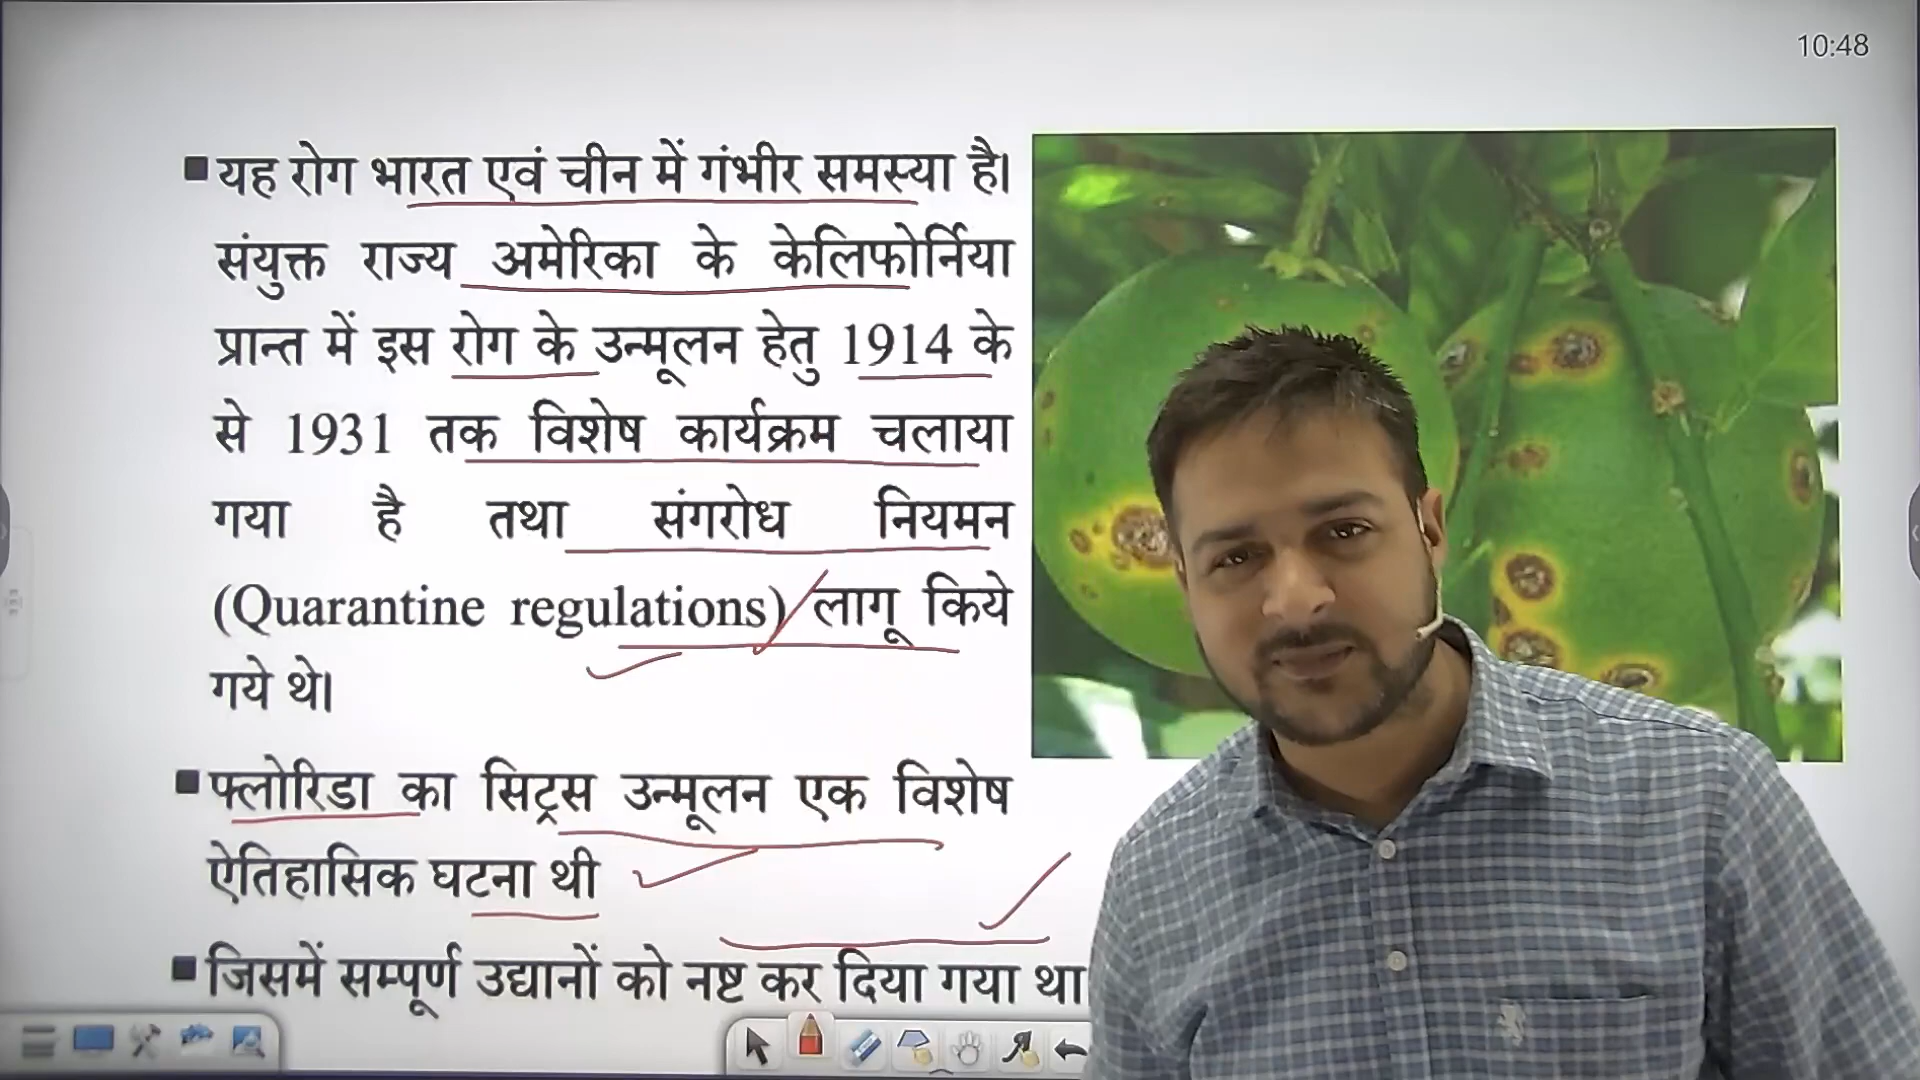 10:48
▪यह रोग भारत एवं चीन में गंभीर समस्या है।
संयुक्त राज्य अमेरिका के केलिफोर्निया
प्रान्त में इस रोग के उन्मूलन हेतु 1914 के
से 1931 तक विशेष कार्यक्रम चलाया
गया है तथा संगरोध नियमन
(Quarantine regulations) लागू किये
गये थे।
▪फ्लोरिडा का सिट्रस उन्मूलन एक विशेष
ऐतिहासिक घटना थी
▪जिसमें सम्पूर्ण उद्यानों को नष्ट कर दिया गया था